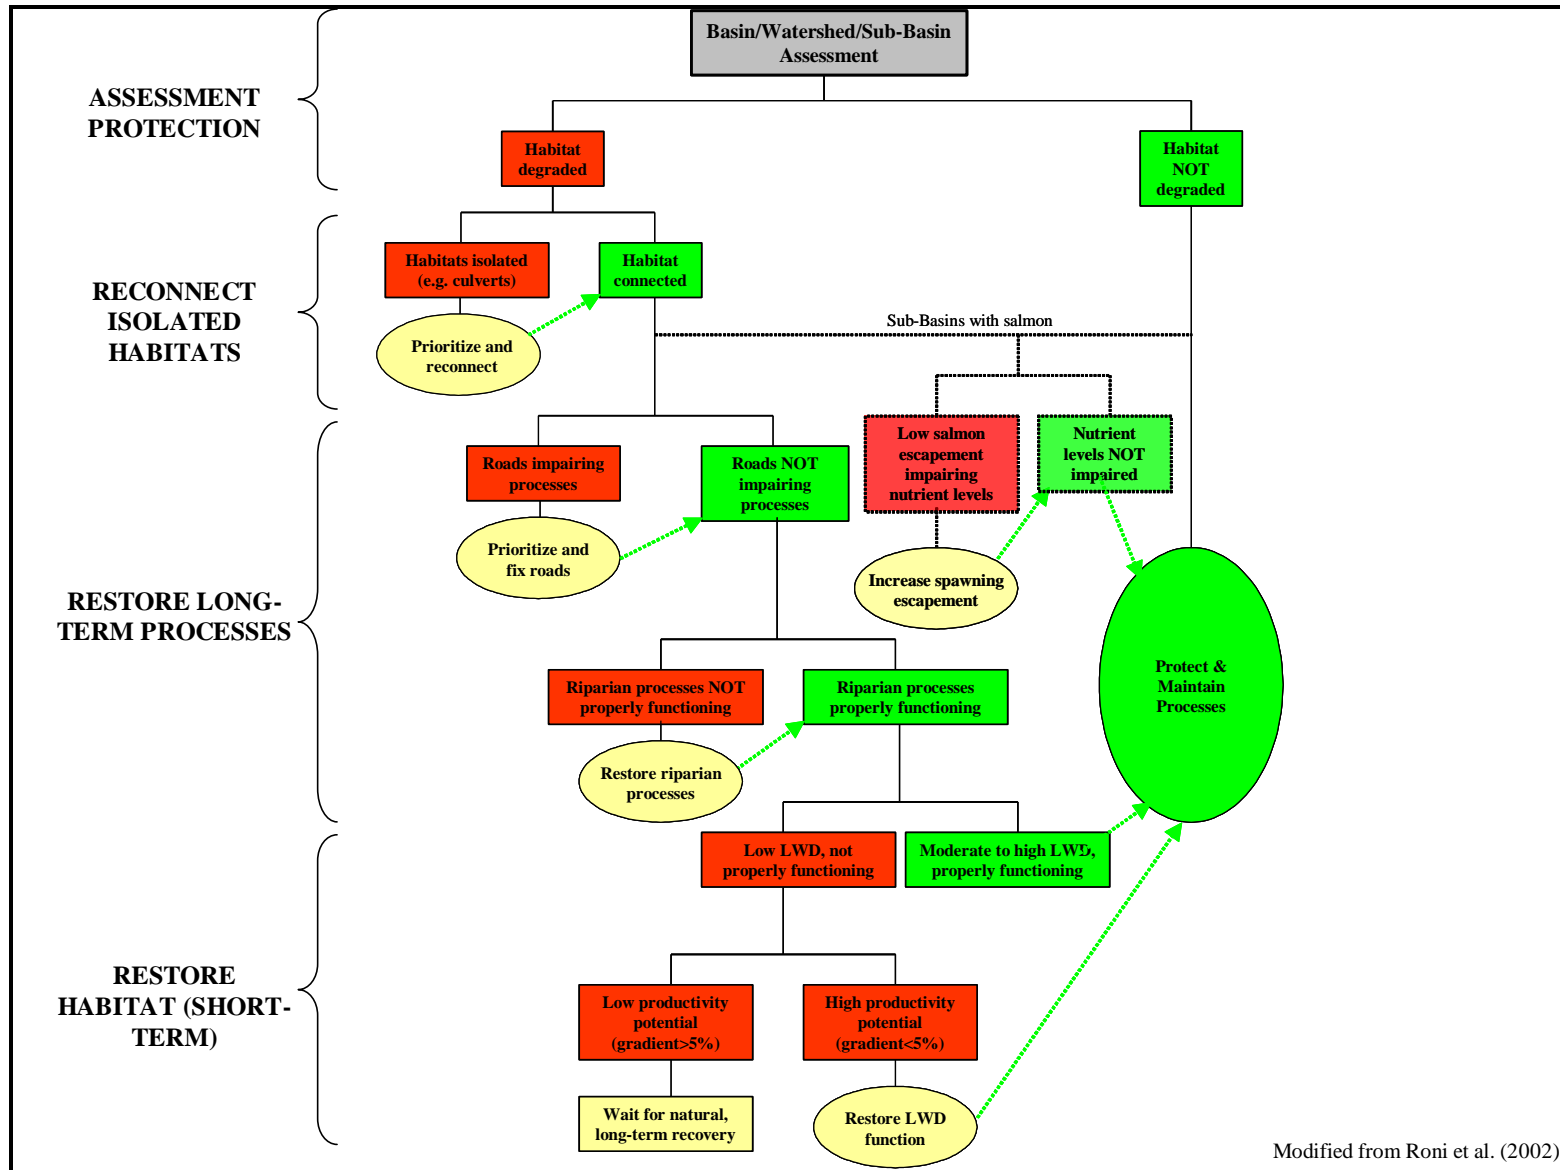 Basin/Watershed/Sub-Basin
Assessment
ASSESSMENT
PROTECTION
Habitat
degraded
Habitat
NOT
degraded
RECONNECT
ISOLATED
HABITATS
Habitats isolated
(e.g. culverts)
Habitat
connected
Prioritize and
reconnect
Sub-Basins with salmon
RESTORE LONG-
TERM PROCESSES
Roads impairing
processes
Roads NOT
impairing
processes
Low salmon
escapement
impairing
nutrient levels
Nutrient
levels NOT
impaired
Prioritize and
fix roads
Increase spawning
escapement
Riparian processes NOT
properly functioning
Riparian processes
properly functioning
Protect &
Maintain
Processes
Restore riparian
processes
RESTORE
HABITAT (SHORT-
TERM)
Low LWD, not
properly functioning
Moderate to high LWD,
properly functioning
Low productivity
potential
(gradient>5%)
High productivity
potential
(gradient<5%)
Wait for natural,
long-term recovery
Restore LWD
function
Modified from Roni et al. (2002)